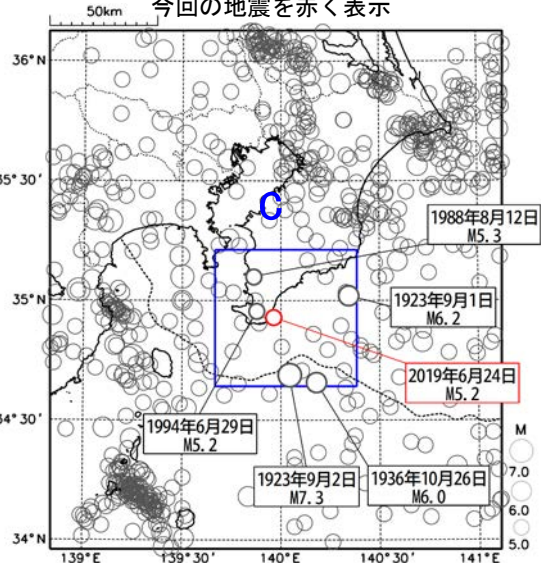 今回の地震を赤く表示
50km
36°N
35°30'
35°N
34°30'
34°N
139°E
139°30'
140°E
140°30'
141°E
C
1988年8月12日
M5.3
1923年9月1日
M6.2
2019年6月24日
M5.2
1994年6月29日
M5.2
1923年9月2日
M7.3
1936年10月26日
M6.0
M
7.0
6.0
5.0